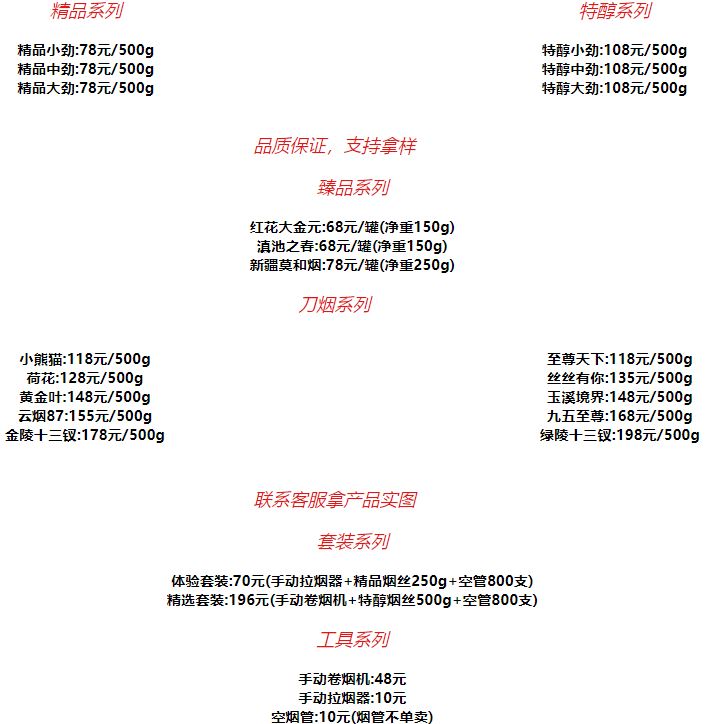 精品系列
精品小劲:78元/500g
精品中劲:78元/500g
精品大劲:78元/500g
特醇系列
特醇小劲:108元/500g
特醇中劲:108元/500g
特醇大劲:108元/500g
品质保证，支持拿样
臻品系列
红花大金元:68元/罐(净重150g)
滇池之春:68元/罐(净重150g)
新疆莫和烟:78元/罐(净重250g)
刀烟系列
小熊猫:118元/500g
荷花:128元/500g
黄金叶:148元/500g
云烟87:155元/500g
金陵十三钗:178元/500g
至尊天下:118元/500g
丝丝有你:135元/500g
玉溪境界:148元/500g
九五至尊:168元/500g
绿陵十三钗:198元/500g
联系客服拿产品实图
套装系列
体验套装:70元(手动拉烟器+精品烟丝250g+空管800支)
精选套装:196元(手动卷烟机+特醇烟丝500g+空管800支)
工具系列
手动卷烟机:48元
手动拉烟器:10元
空烟管:10元(烟管不单卖)